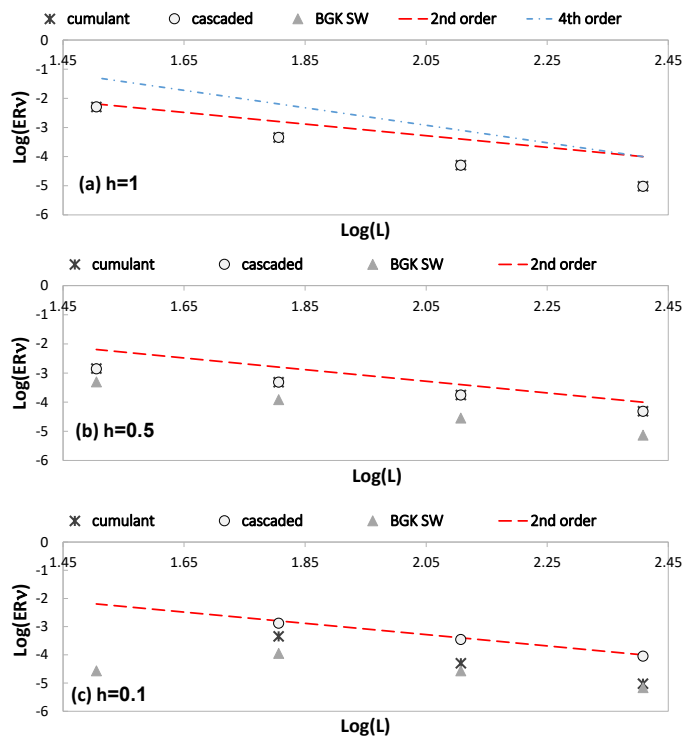 cumulant cascaded BGK SW 2nd order 4th order
0
1.45 1.65 1.85 2.05 2.25 2.45
-1
-2
-3
-4
-5
-6
Log(ERν)
(a) h=1
Log(L)
cumulant cascaded BGK SW 2nd order
0
1.45 1.65 1.85 2.05 2.25 2.45
-1
-2
-3
-4
-5
-6
Log(ERν)
(b) h=0.5
Log(L)
cumulant cascaded BGK SW 2nd order
0
1.45 1.65 1.85 2.05 2.25 2.45
-1
-2
-3
-4
-5
-6
Log(ERν)
(c) h=0.1
Log(L)